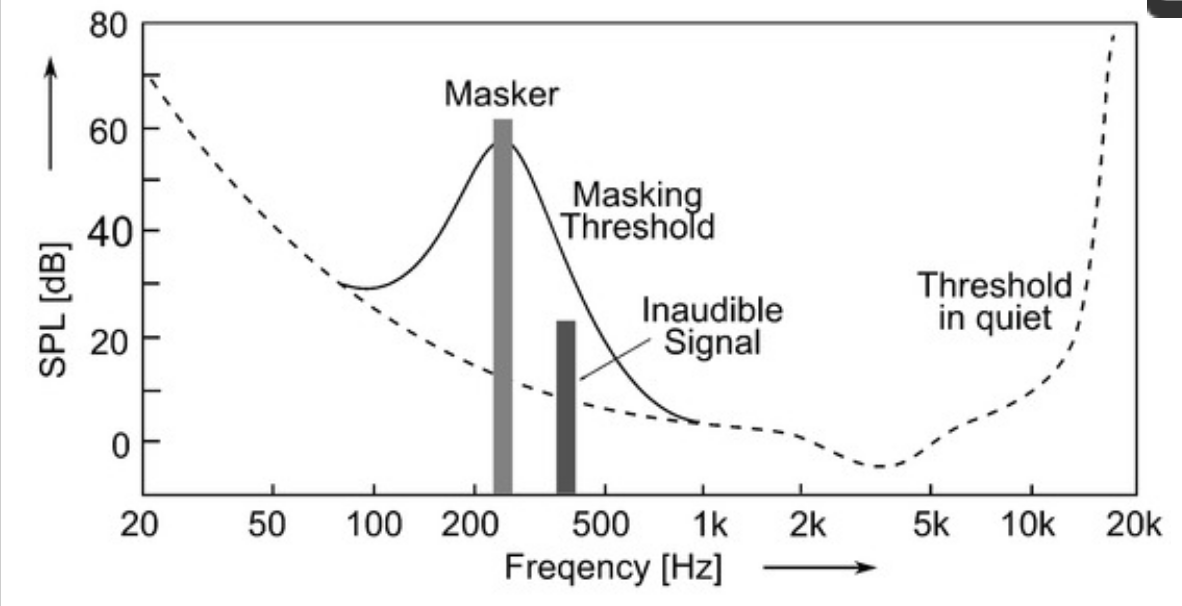 80
60
40
20
0
SPL [dB]
Masker
Masking
Threshold
Inaudible
Signal
Threshold
in quiet
20 50 100 200 500 1k 2k 5k 10k 20k
Freqency [Hz]